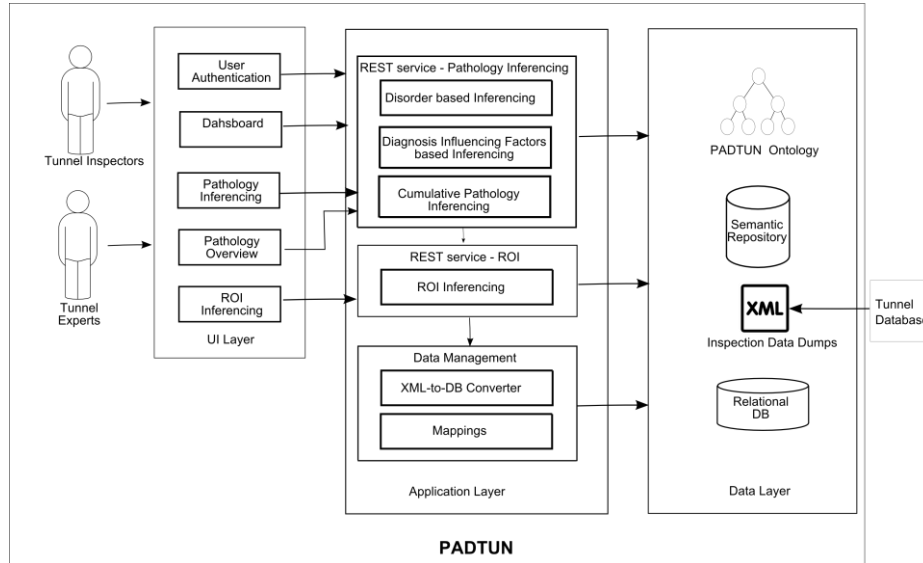 Tunnel Inspectors
Tunnel
Experts
User
Authentication
Dahsboard
Pathology
Inferencing
Pathology
Overview
ROI
Inferencing
UI Layer
REST service - Pathology Inferencing
Disorder based Inferencing
Diagnosis Influencing Factors
based Inferencing
Cumulative Pathology
Inferencing
REST service - ROI
ROI Inferencing
Data Management
XML-to-DB Converter
Mappings
Application Layer
PADTUN Ontology
Semantic
Repository
XML
Inspection Data Dumps
Relational
DB
Data Layer
Tunnel
Database
PADTUN